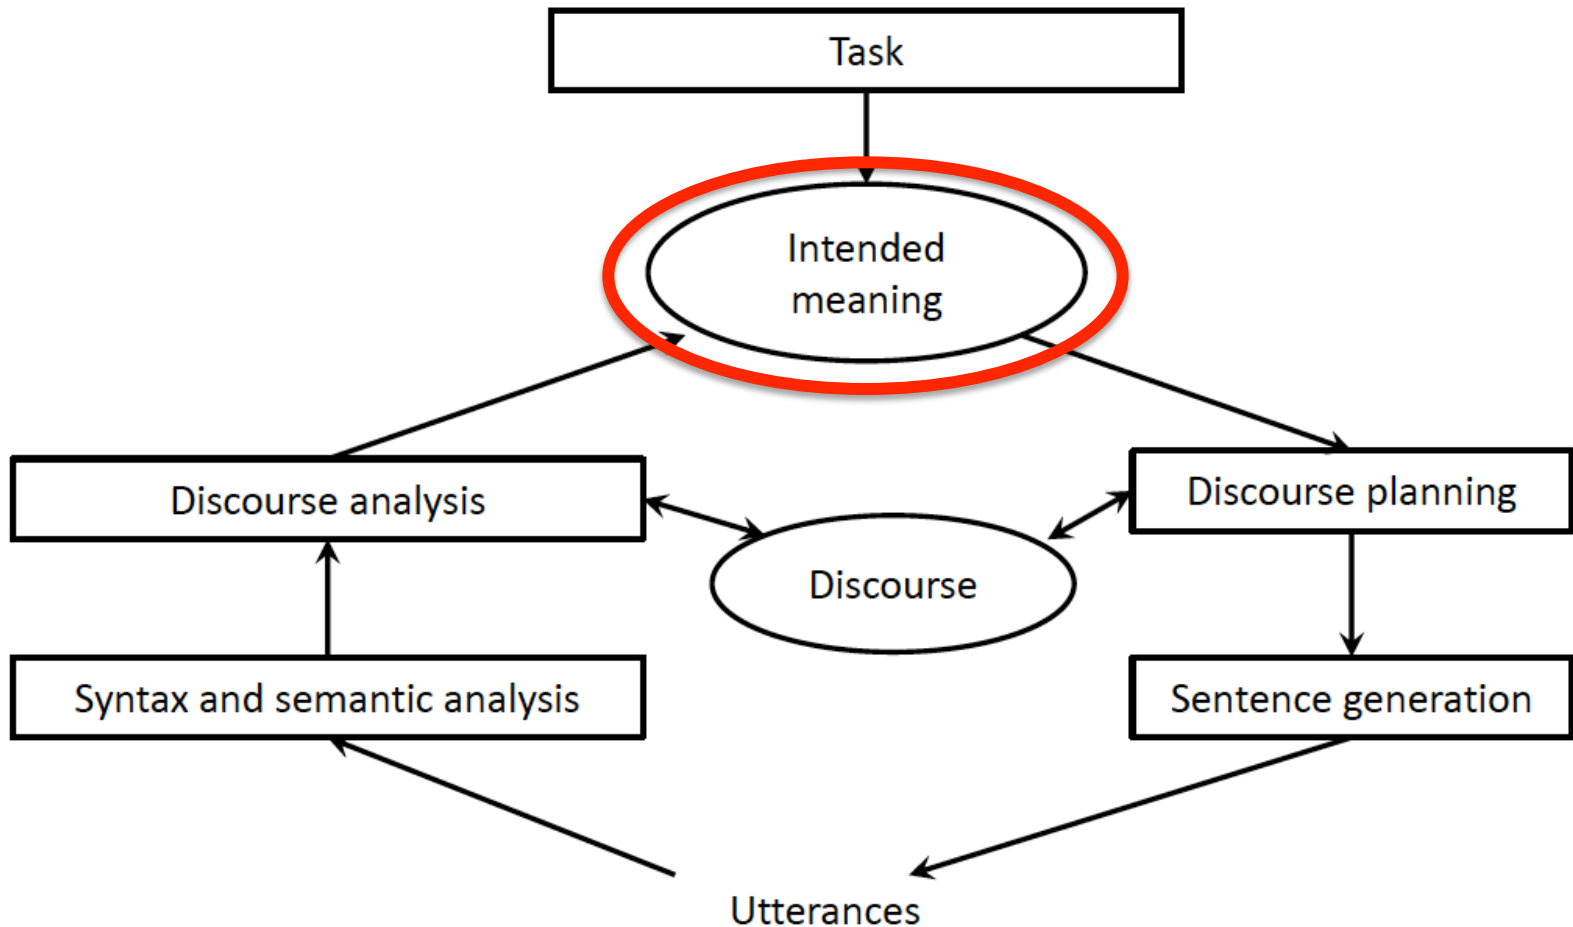 Task
Intended
meaning
Discourse analysis
Discourse planning
Discourse
Syntax and semantic analysis
Sentence generation
Utterances